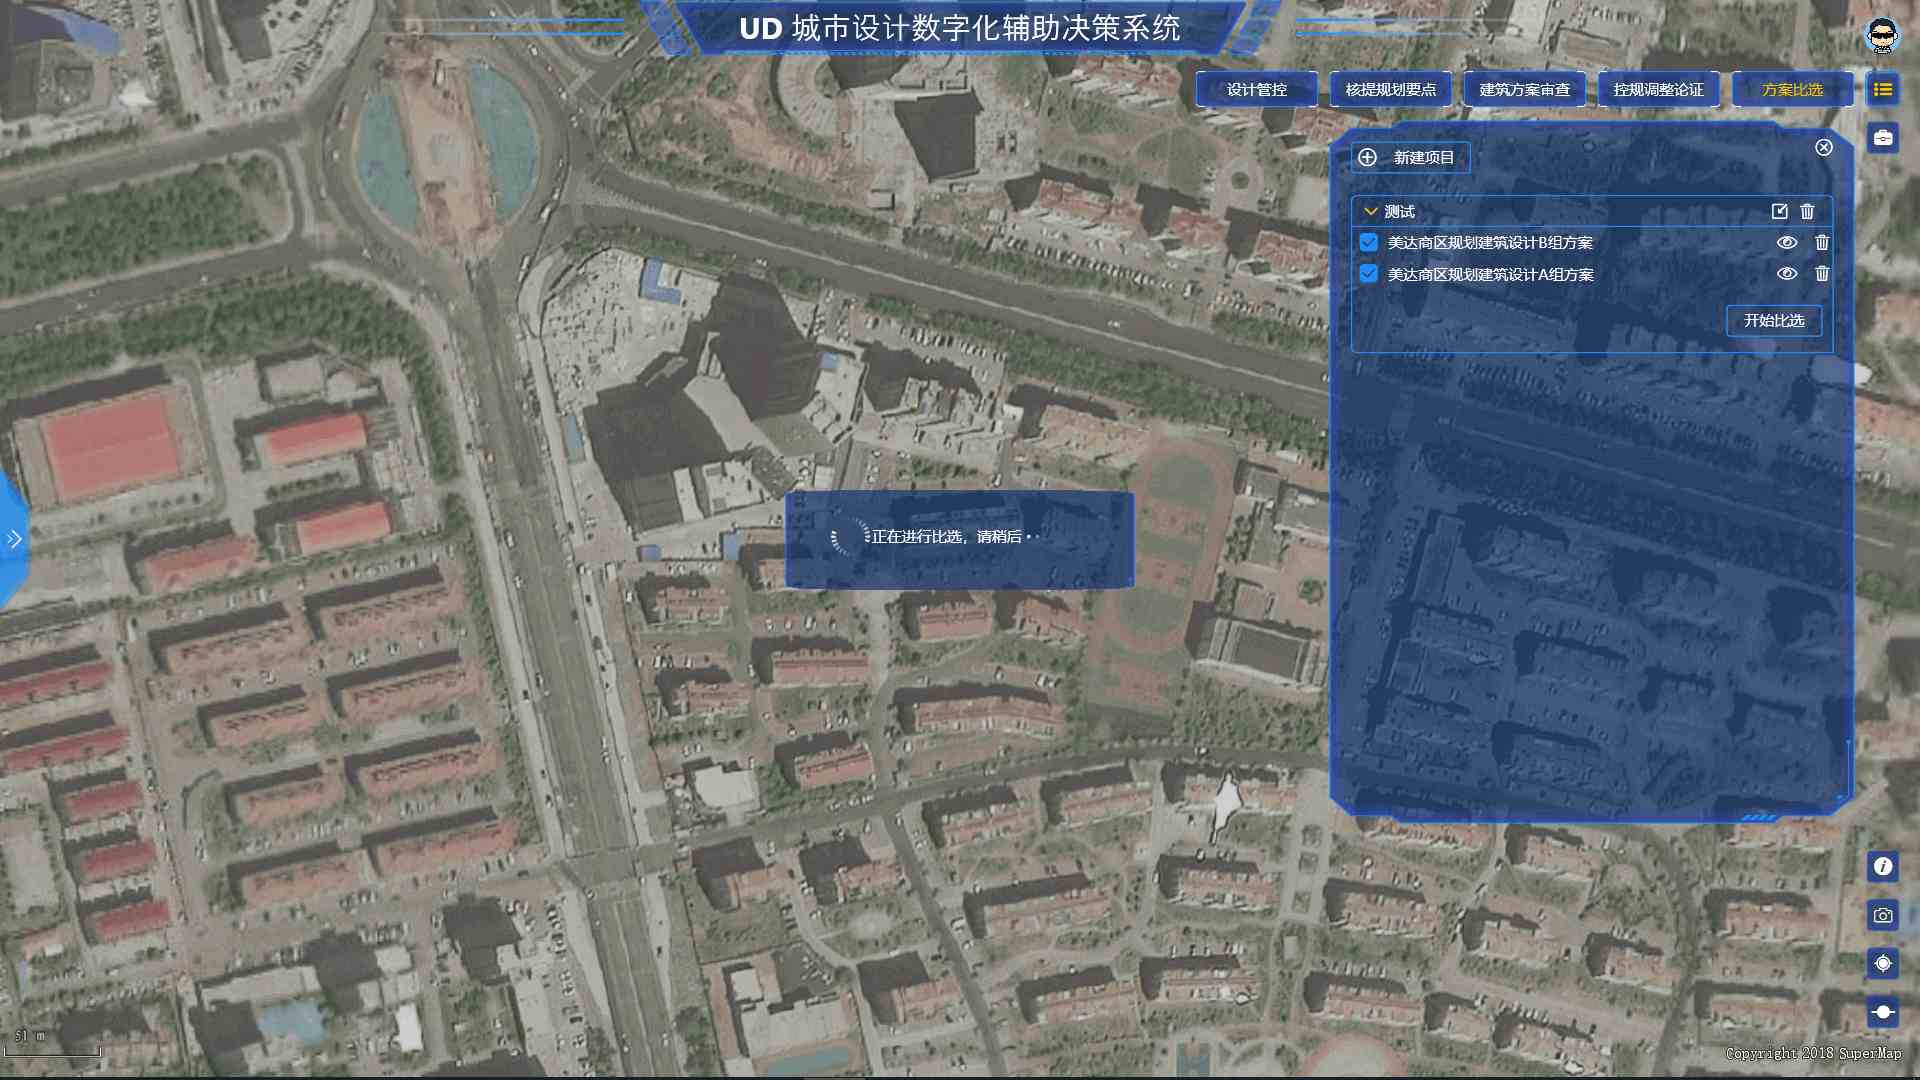 UD 城市设计数字化辅助决策系统
设计管控
核提规划要点
建筑方案审查
控规调整论证
方案比选
新建项目
测试
美达商区规划建筑设计B组方案
美达商区规划建筑设计A组方案
开始比选
正在进行比选，请稍后··
51 m
Copyright 2018 SuperMap